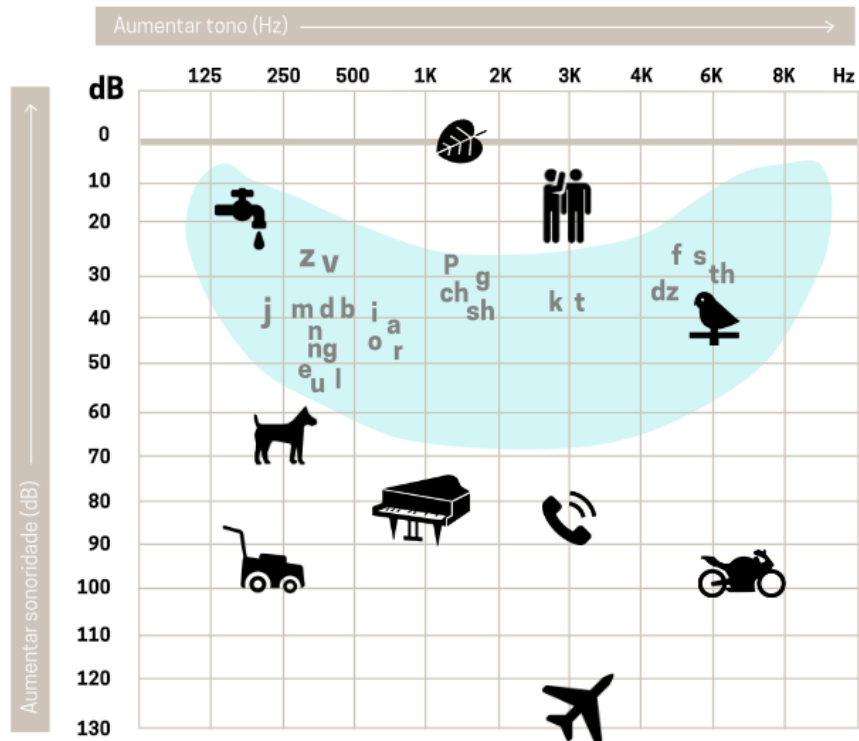 Aumentar tono (Hz)
dB 125 250 500 1K 2K 3K 4K 6K 8K Hz
0
10
20
z v p f s
30 g th
ch dz
j m d b i sh k t
40 a
n o
ng r
50
e u l
60
70
80
90
100
110
120
130
Aumentar sonoridade (dB)